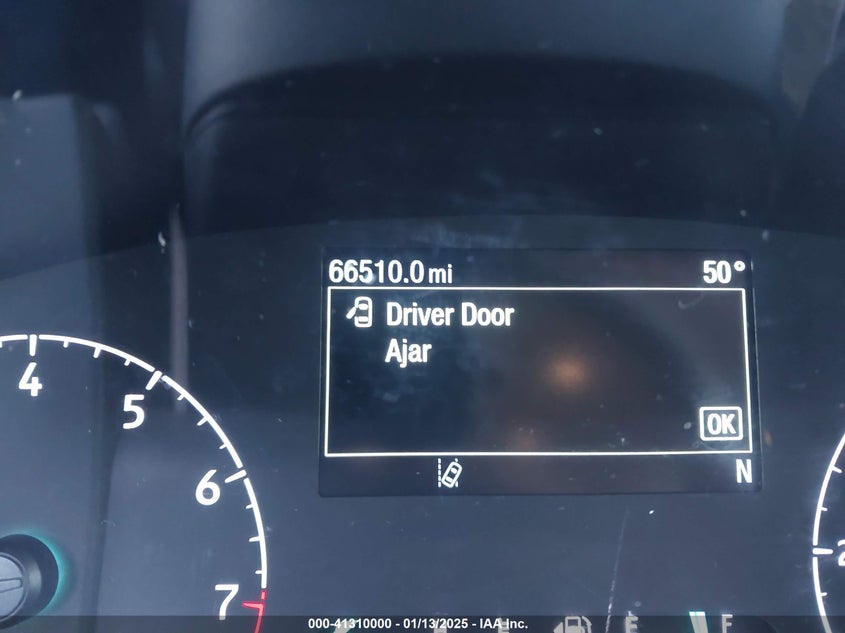 66510.0 mi 50°
Driver Door
Ajar
OK
N
4
5
6
7
2
E F
000-41310000 - 01/13/2025 - IAA Inc.